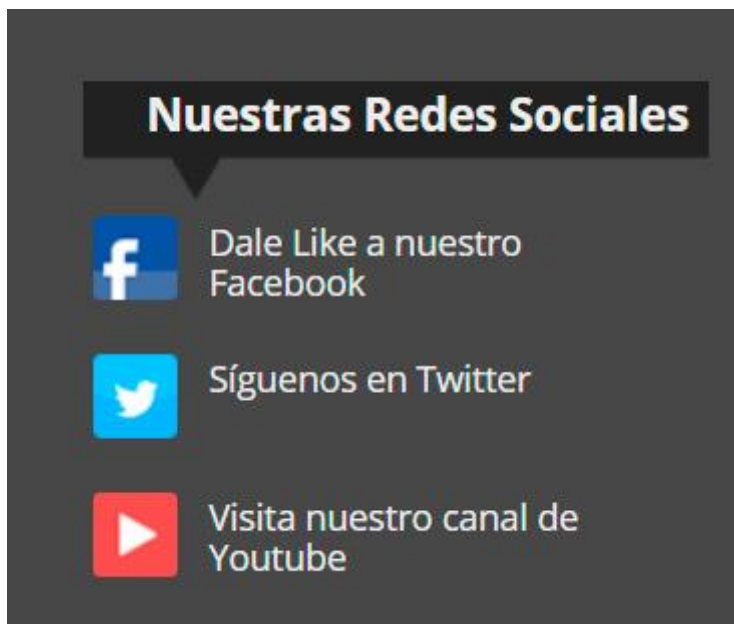 Nuestras Redes Sociales
Dale Like a nuestro
Facebook
Síguenos en Twitter
Visita nuestro canal de
Youtube